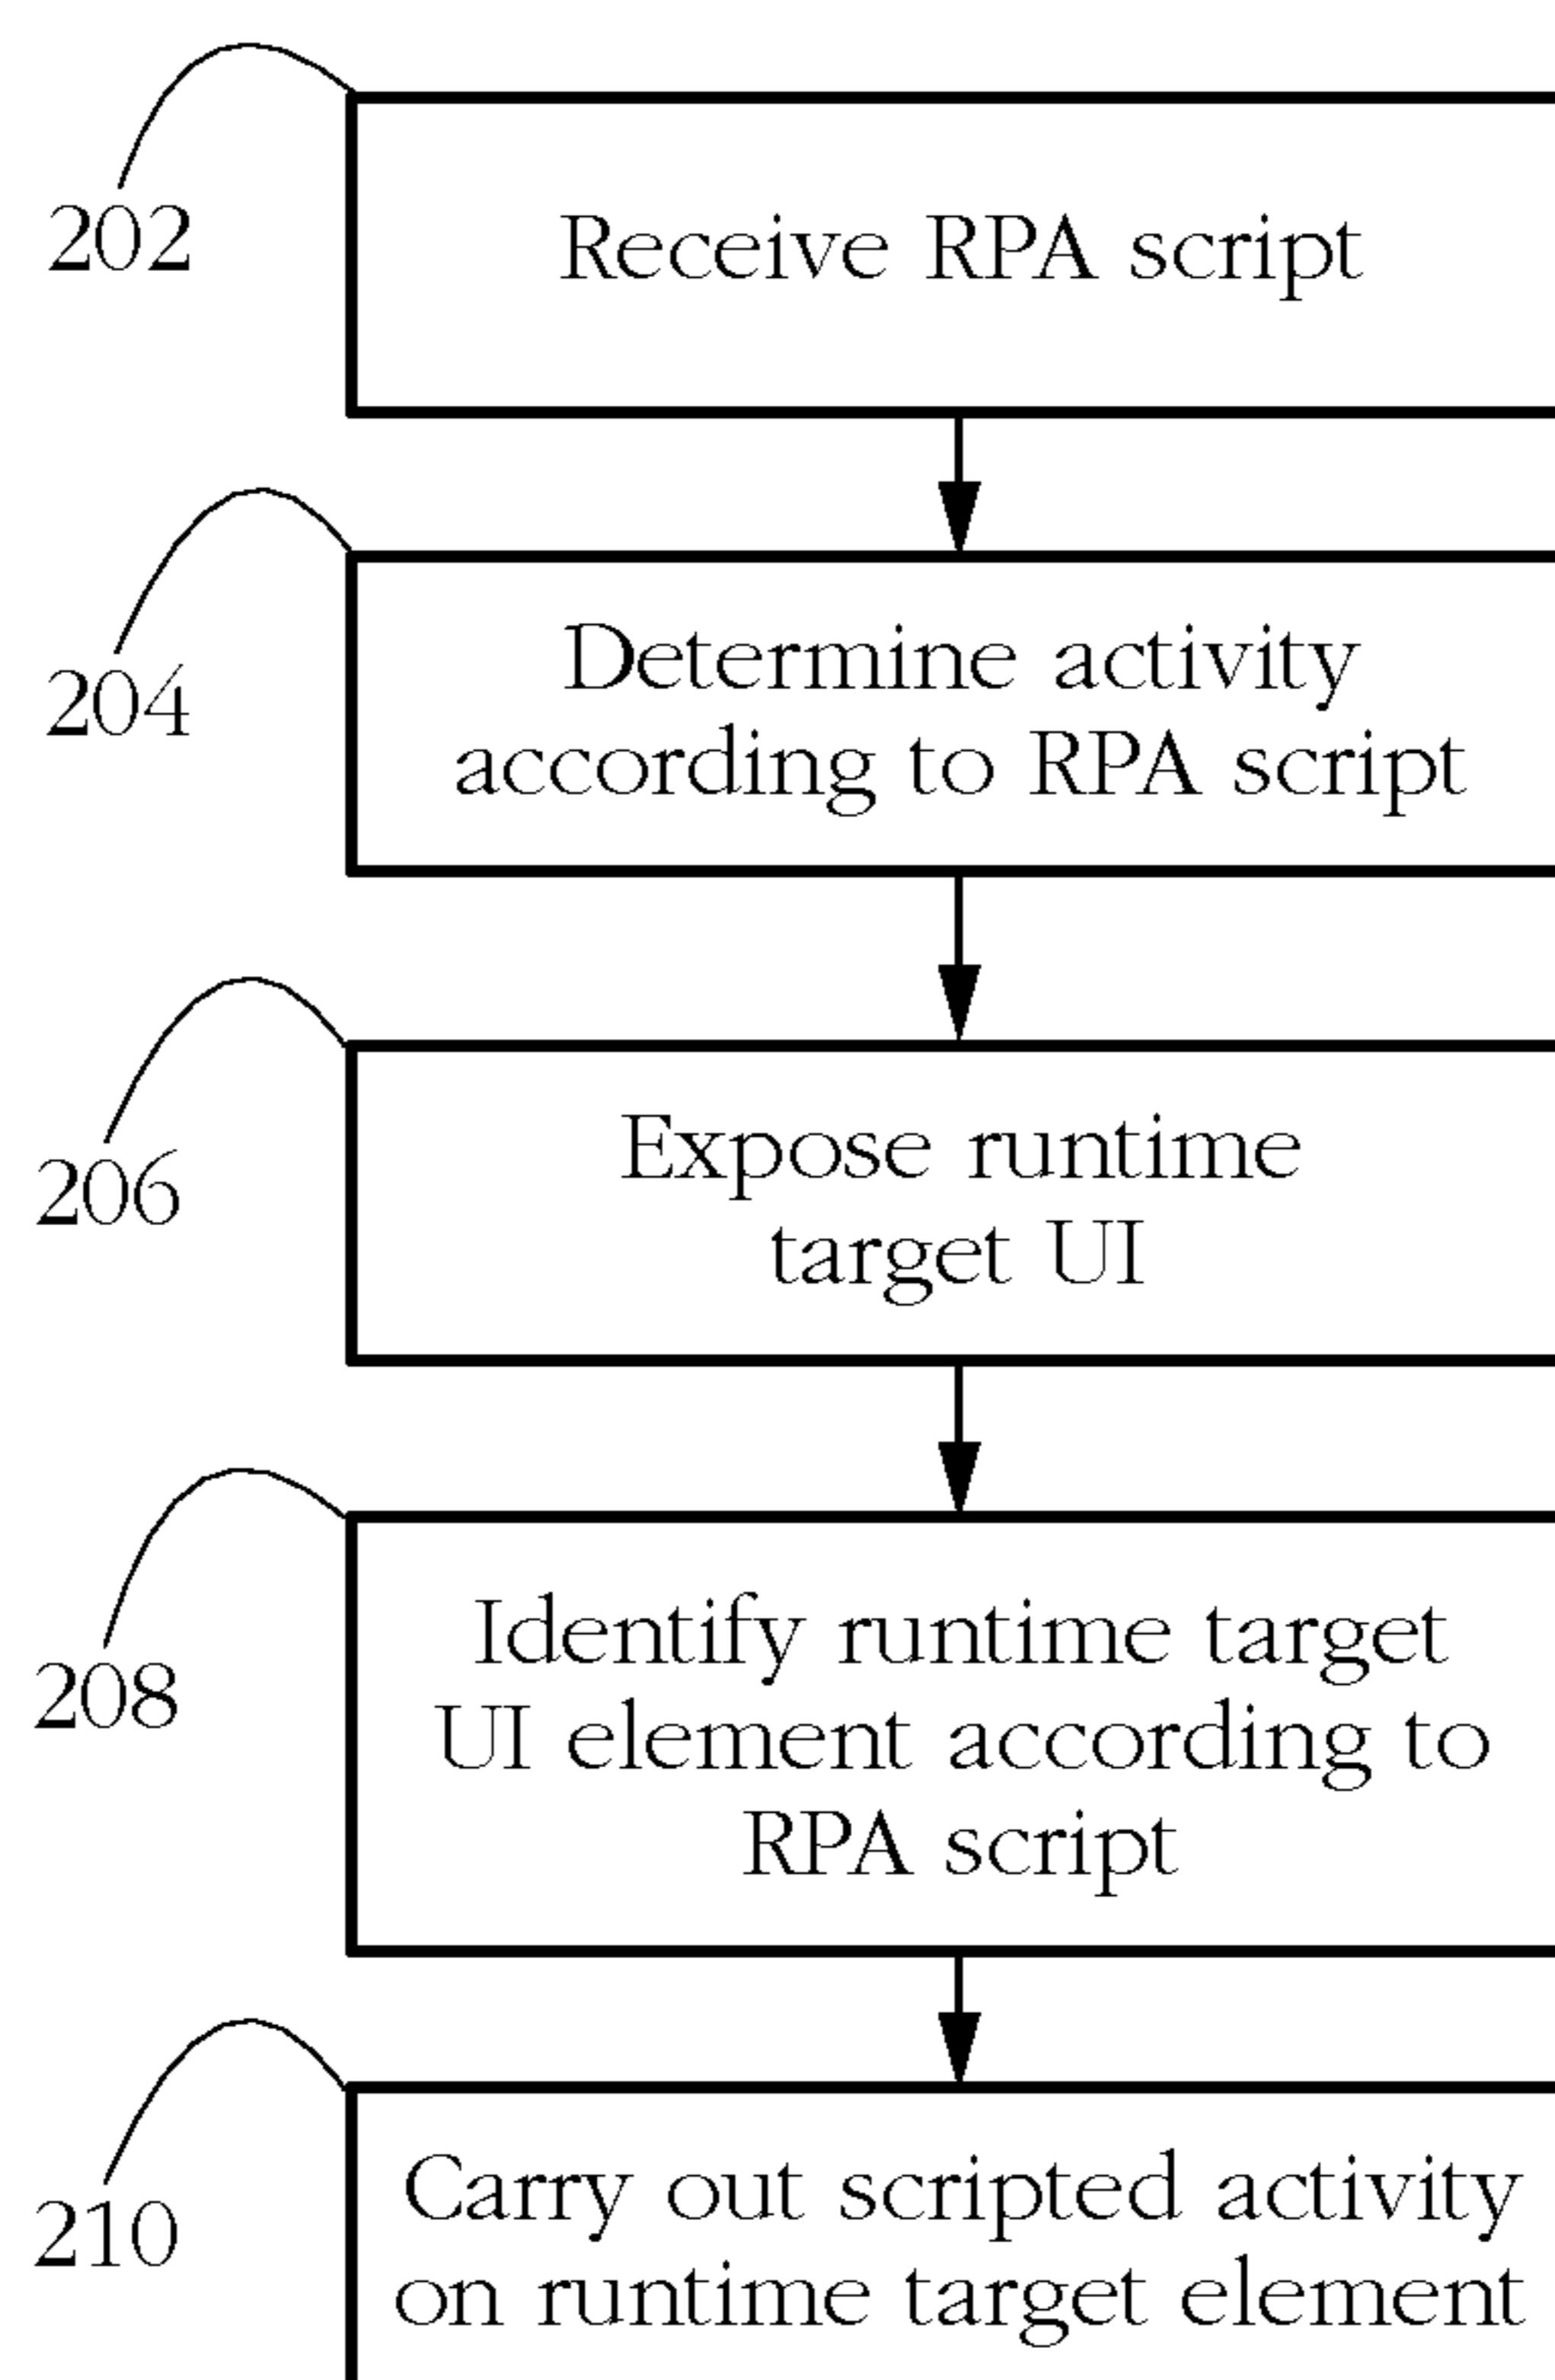 202
Receive RPA script
204
Determine activity
according to RPA script
206
Expose runtime
target UI
208
Identify runtime target
UI element according to
RPA script
210
Carry out scripted activity
on runtime target element